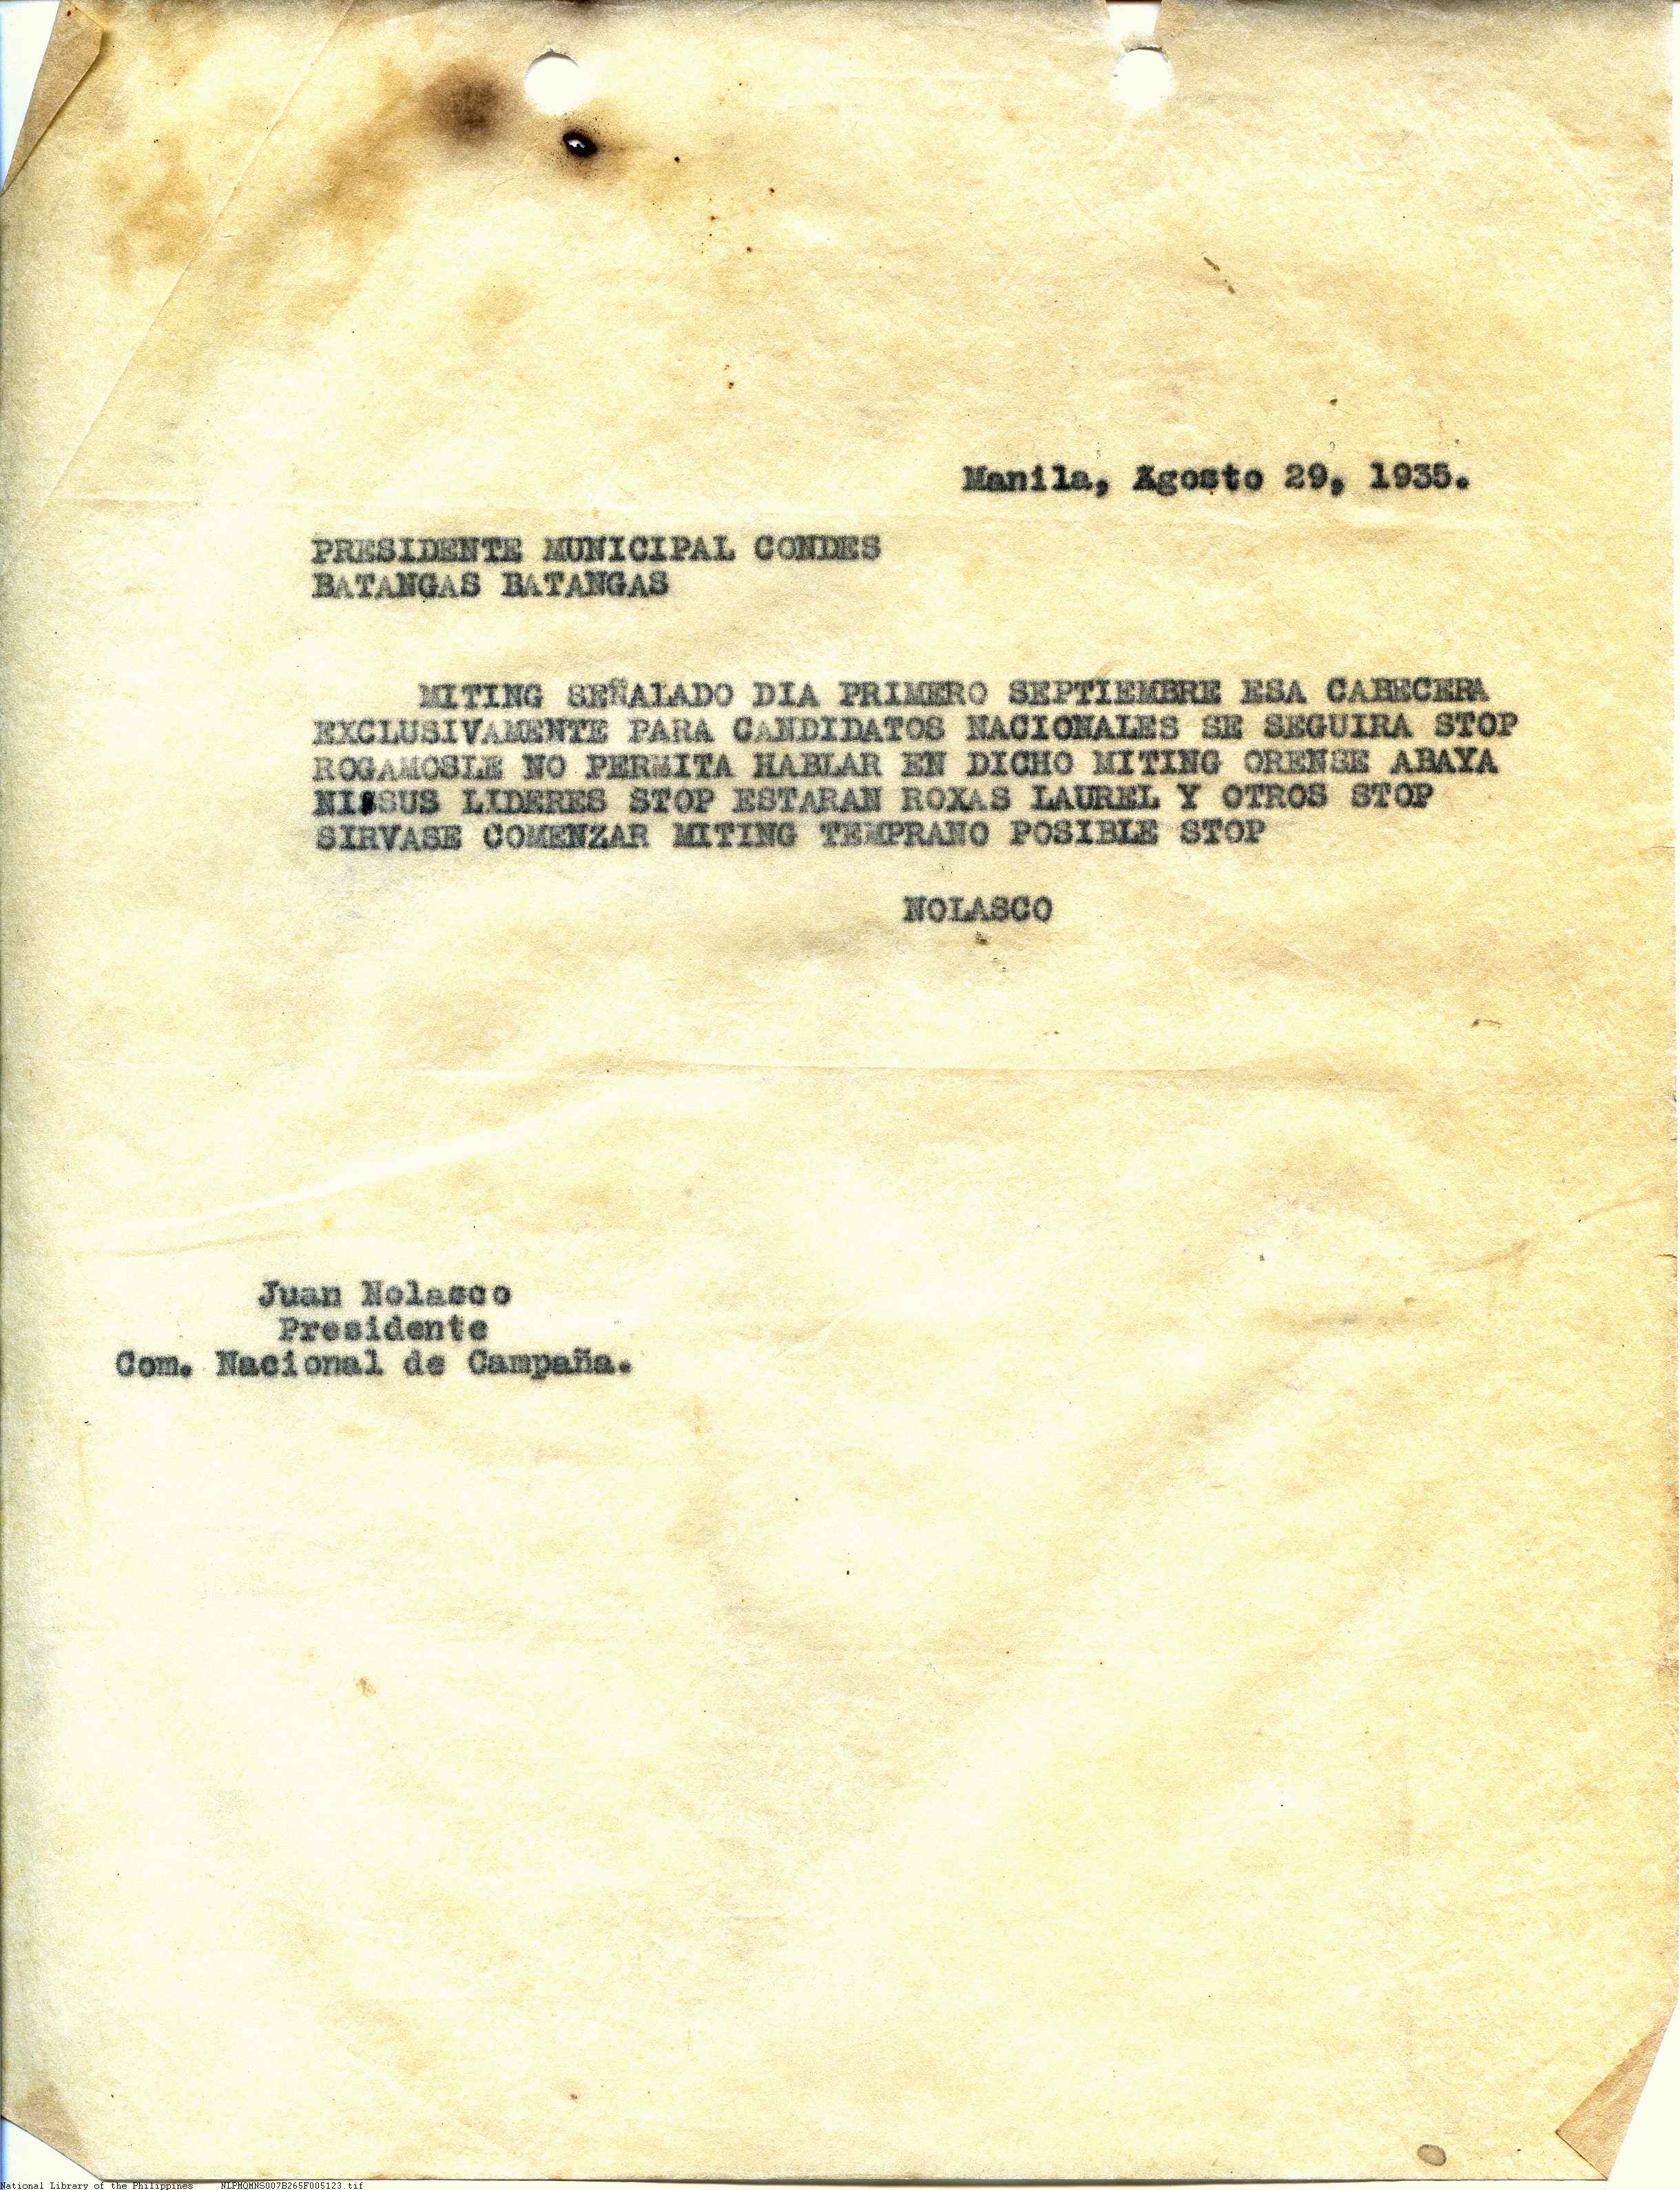 Manila, Agosto 29, 1935.
PRESIDENTE MUNICIPAL CONDES
BATANGAS BATANGAS
MITING SEÑALADO DIA PRIMERO SEPTIEMBRE ESA CABECERA
EXCLUSIVAMENTE PARA CANDIDATOS NACIONALES SE SEGUIRA STOP
ROGAMOSLE NO PERMITA HABLAR EN DICHO MITING ORENSE ABAYA
NI SUS LIDERES STOP ESTARAN ROXAS LAUREL Y OTROS STOP
SIRVASE COMENZAR MITING TEMPRANO POSIBLE STOP
NOLASCO
Juan Nolasco
Presidente
Com. Nacional de Campaña.
National Library of the Philippines NLPMQMNS007B265F005123.tif